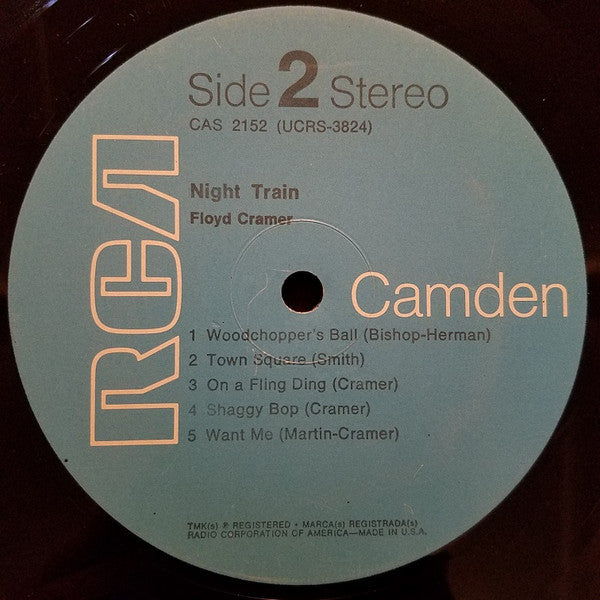 Side 2 Stereo
CAS 2152 (UCRS-3824)
RCA
Night Train
Floyd Cramer
Camden
1 Woodchopper's Ball (Bishop-Herman)
2 Town Square (Smith)
3 On a Fling Ding (Cramer)
4 Shaggy Bop (Cramer)
5 Want Me (Martin-Cramer)
TMK(s) ® REGISTERED • MARCA(s) REGISTRADA(s)
RADIO CORPORATION OF AMERICA—MADE IN U.S.A.